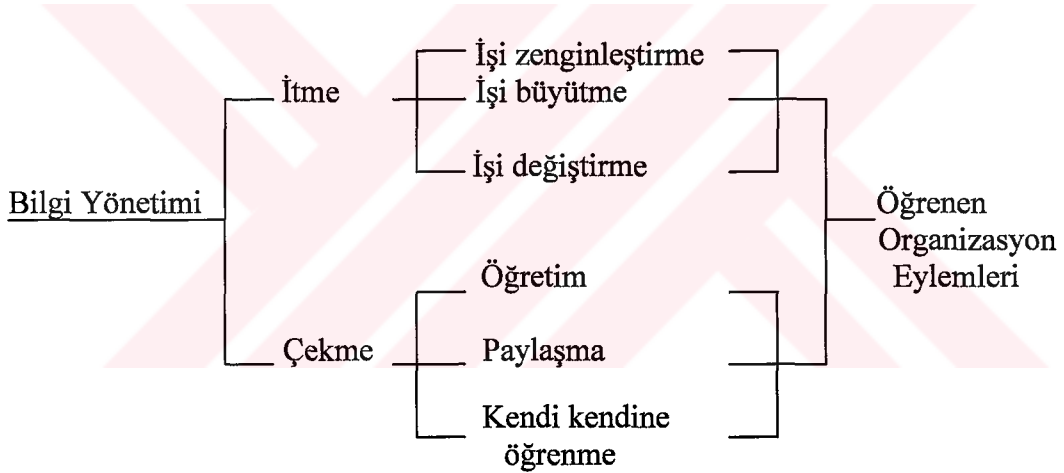 İşi zenginleştirme
İtme
İşi büyütme
İşi değiştirme
Bilgi Yönetimi
Öğrenen
Organizasyon
Eylemleri
Öğretim
Çekme
Paylaşma
Kendi kendine
öğrenme